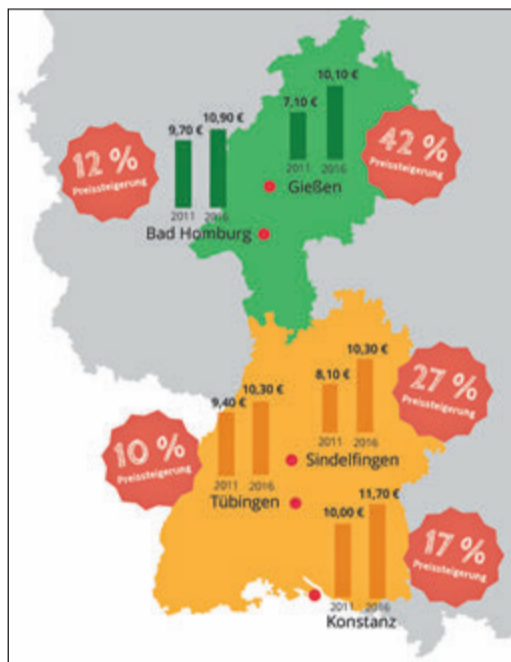 10,10 €
10,90 €
9,70 €
7,10 €
12 %
Preissteigerung
42 %
Preissteigerung
2011
2016
Gießen
2011
2016
Bad Homburg
10,30 €
8,10 €
27 %
Preissteigerung
9,40 €
10,30 €
10 %
Preissteigerung
2011
2016
Sindelfingen
2011
2016
Tübingen
11,70 €
10,00 €
17 %
Preissteigerung
2011
2016
Konstanz